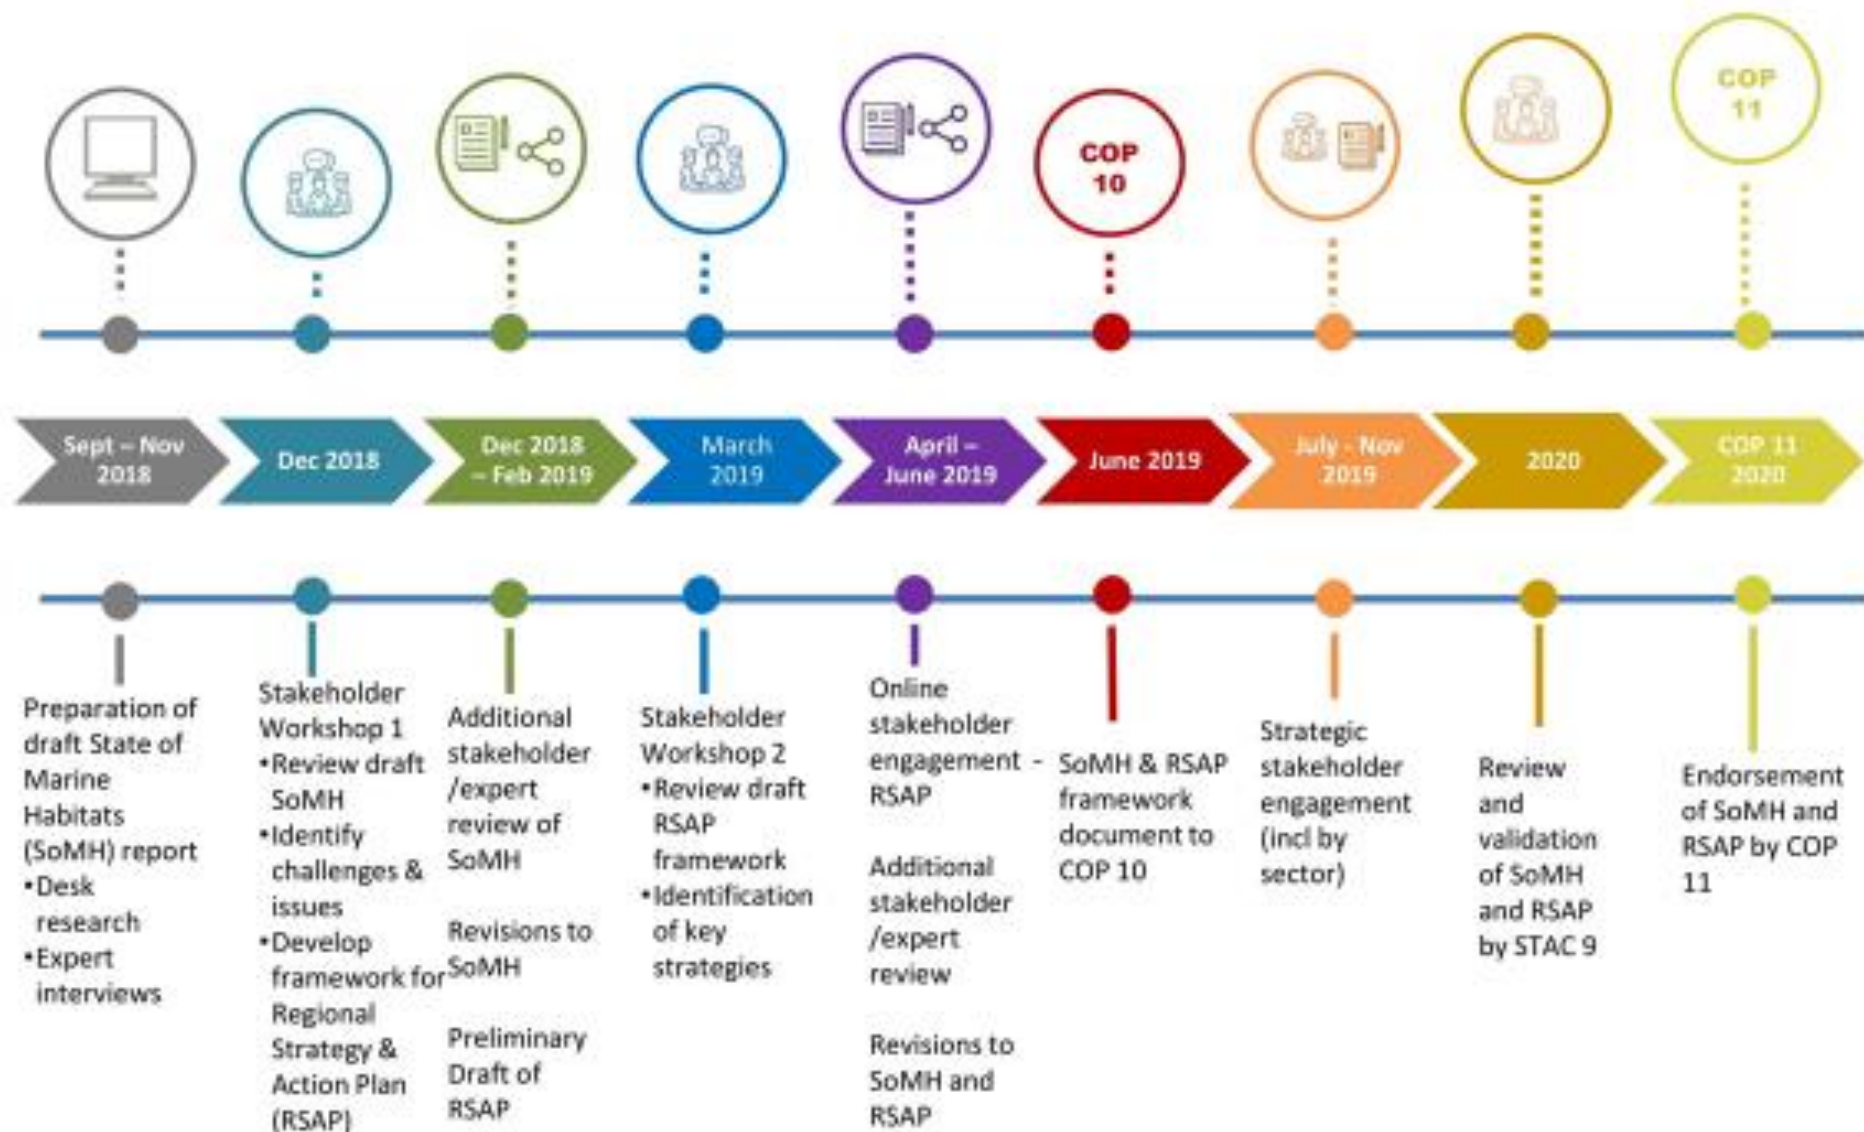 COP
10
COP
11
Sept – Nov
2018
Dec 2018
Dec 2018
– Feb 2019
March
2019
April –
June 2019
June 2019
July - Nov
2019
2020
COP 11
2020
Preparation of
draft State of
Marine
Habitats
(SoMH) report
•Desk
research
•Expert
interviews
Stakeholder
Workshop 1
•Review draft
SoMH
•Identify
challenges &
issues
•Develop
framework for
Regional
Strategy &
Action Plan
(RSAP)
Additional
stakeholder
/expert
review of
SoMH
Revisions to
SoMH
Preliminary
Draft of
RSAP
Stakeholder
Workshop 2
•Review draft
RSAP
framework
•Identification
of key
strategies
Online
stakeholder
engagement -
RSAP
Additional
stakeholder
/expert
review
Revisions to
SoMH and
RSAP
SoMH & RSAP
framework
document to
COP 10
Strategic
stakeholder
engagement
(incl by
sector)
Review
and
validation
of SoMH
and RSAP
by STAC 9
Endorsement
of SoMH and
RSAP by COP
11